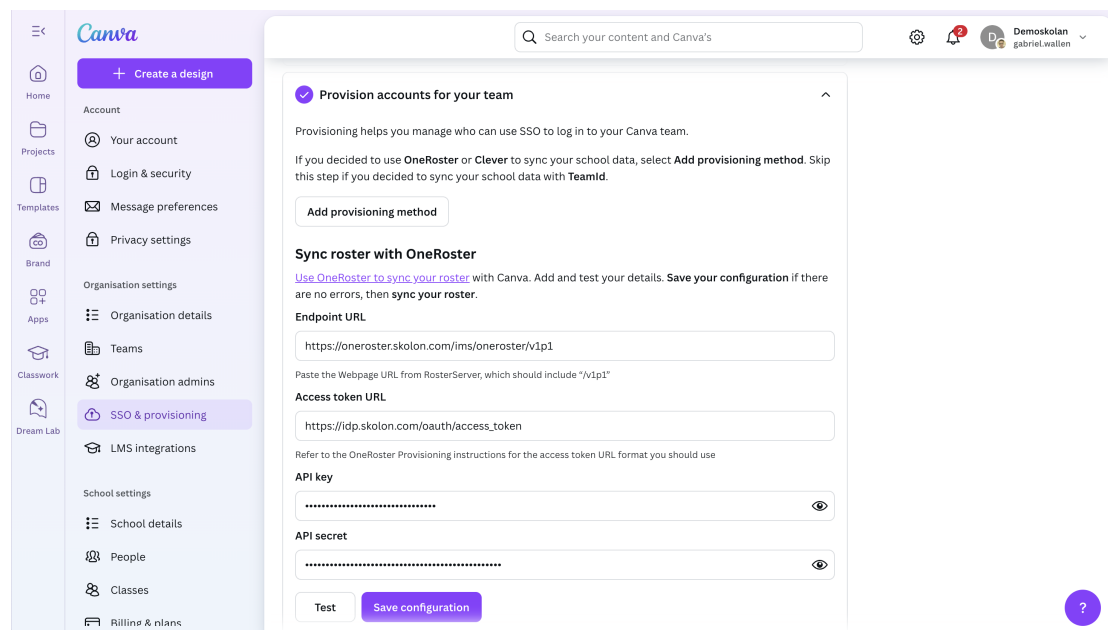 Canva
Search your content and Canva's
2
D
Demoskolan
gabriel.wallen
Home
Projects
Templates
Brand
Apps
Classwork
Dream Lab
Create a design
Account
Your account
Login & security
Message preferences
Privacy settings
Organisation settings
Organisation details
Teams
Organisation admins
SSO & provisioning
LMS integrations
School settings
School details
People
Classes
Billing & plans
Provision accounts for your team
Provisioning helps you manage who can use SSO to log in to your Canva team.
If you decided to use OneRoster or Clever to sync your school data, select Add provisioning method. Skip
this step if you decided to sync your school data with TeamId.
Add provisioning method
Sync roster with OneRoster
Use OneRoster to sync your roster with Canva. Add and test your details. Save your configuration if there
are no errors, then sync your roster.
Endpoint URL
https://oneroster.skolon.com/ims/oneroster/v1p1
Paste the Webpage URL from RosterServer, which should include “/v1p1”
Access token URL
https://idp.skolon.com/oauth/access_token
Refer to the OneRoster Provisioning instructions for the access token URL format you should use
API key
API secret
Test
Save configuration
?